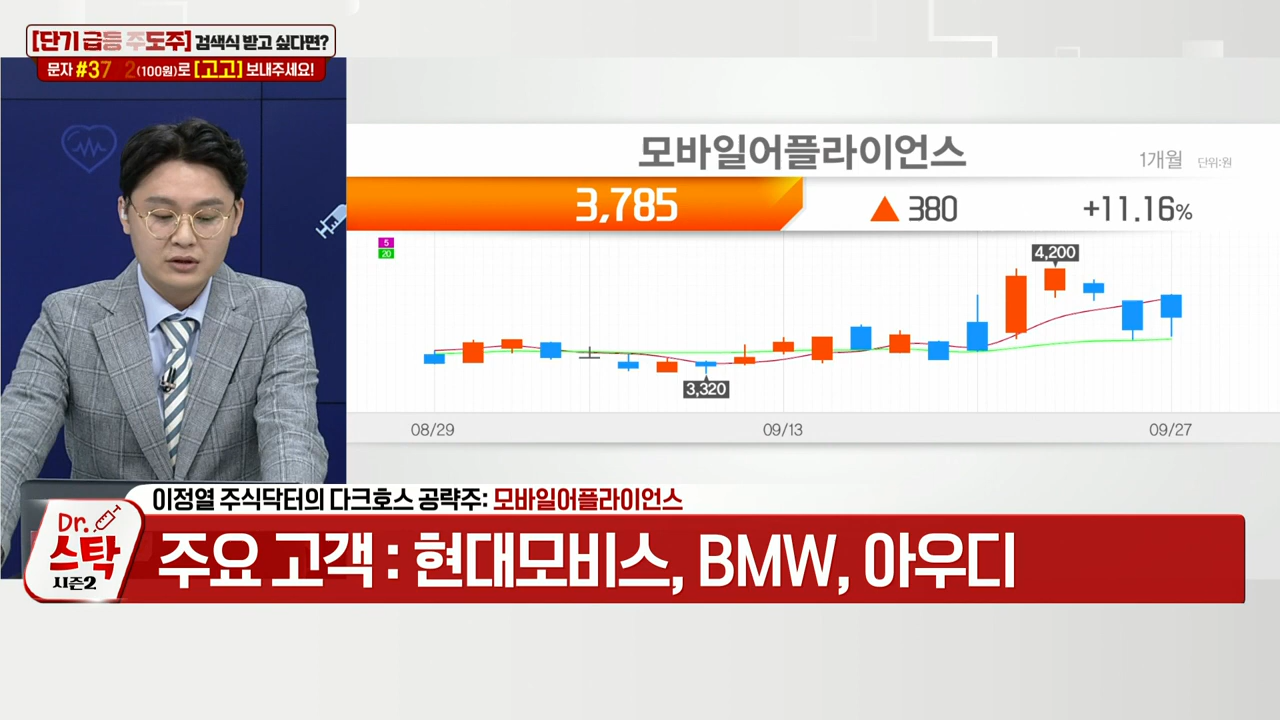 [단기 급등 주도주] 검색식 받고 싶다면?
문자 #37 2(100원)로 [고고] 보내주세요!
모바일어플라이언스
1개월 단위:원
3,785 ▲ 380 +11.16%
5
20
4,200
3,320
08/29 09/13 09/27
이정열 주식닥터의 다크호스 공략주: 모바일어플라이언스
Dr.
스탁
시즌2
주요 고객 : 현대모비스, BMW, 아우디